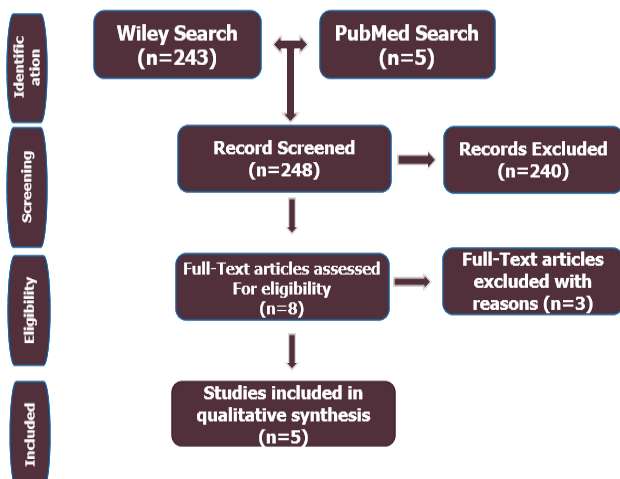 Identific
ation
Wiley Search
(n=243)
PubMed Search
(n=5)
Screening
Record Screened
(n=248)
Records Excluded
(n=240)
Eligibility
Full-Text articles assessed
For eligibility
(n=8)
Full-Text articles
excluded with
reasons (n=3)
Included
Studies included in
qualitative synthesis
(n=5)